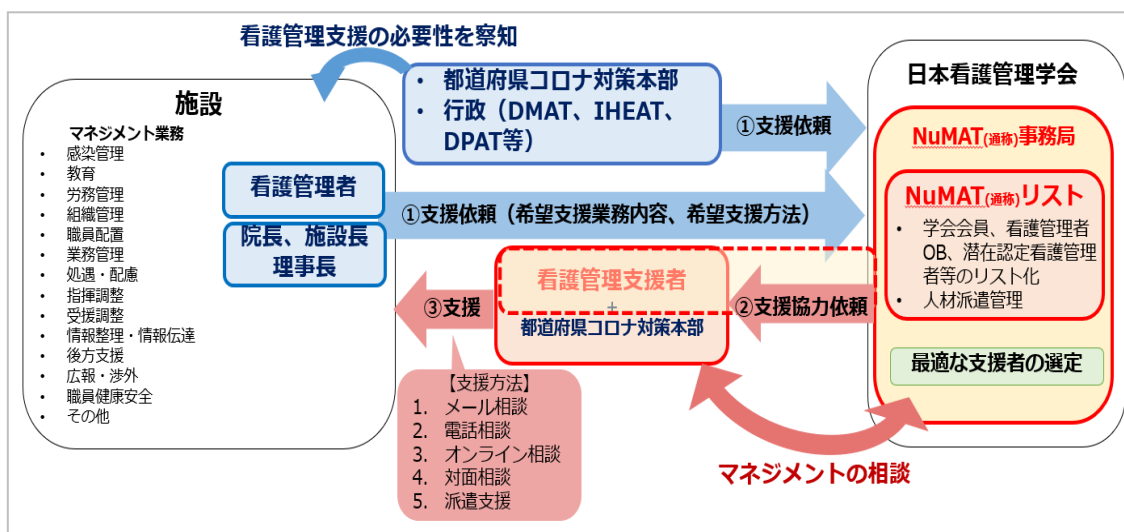 看護管理支援の必要性を察知
施設
マネジメント業務
• 感染管理
• 教育
• 労務管理
• 組織管理
• 職員配置
• 業務管理
• 処遇・配慮
• 指揮調整
• 受援調整
• 情報整理・情報伝達
• 後方支援
• 広報・渉外
• 職員健康安全
• その他
看護管理者
院長、施設長
理事長
• 都道府県コロナ対策本部
• 行政（DMAT、IHEAT、
DPAT等）
①支援依頼
①支援依頼（希望支援業務内容、希望支援方法）
日本看護管理学会
NuMAT(通称)事務局
NuMAT(通称)リスト
• 学会会員、看護管理者
OB、潜在認定看護管理
者等のリスト化
• 人材派遣管理
最適な支援者の選定
②支援協力依頼
看護管理支援者
+
都道府県コロナ対策本部
③支援
【支援方法】
1. メール相談
2. 電話相談
3. オンライン相談
4. 対面相談
5. 派遣支援
マネジメントの相談